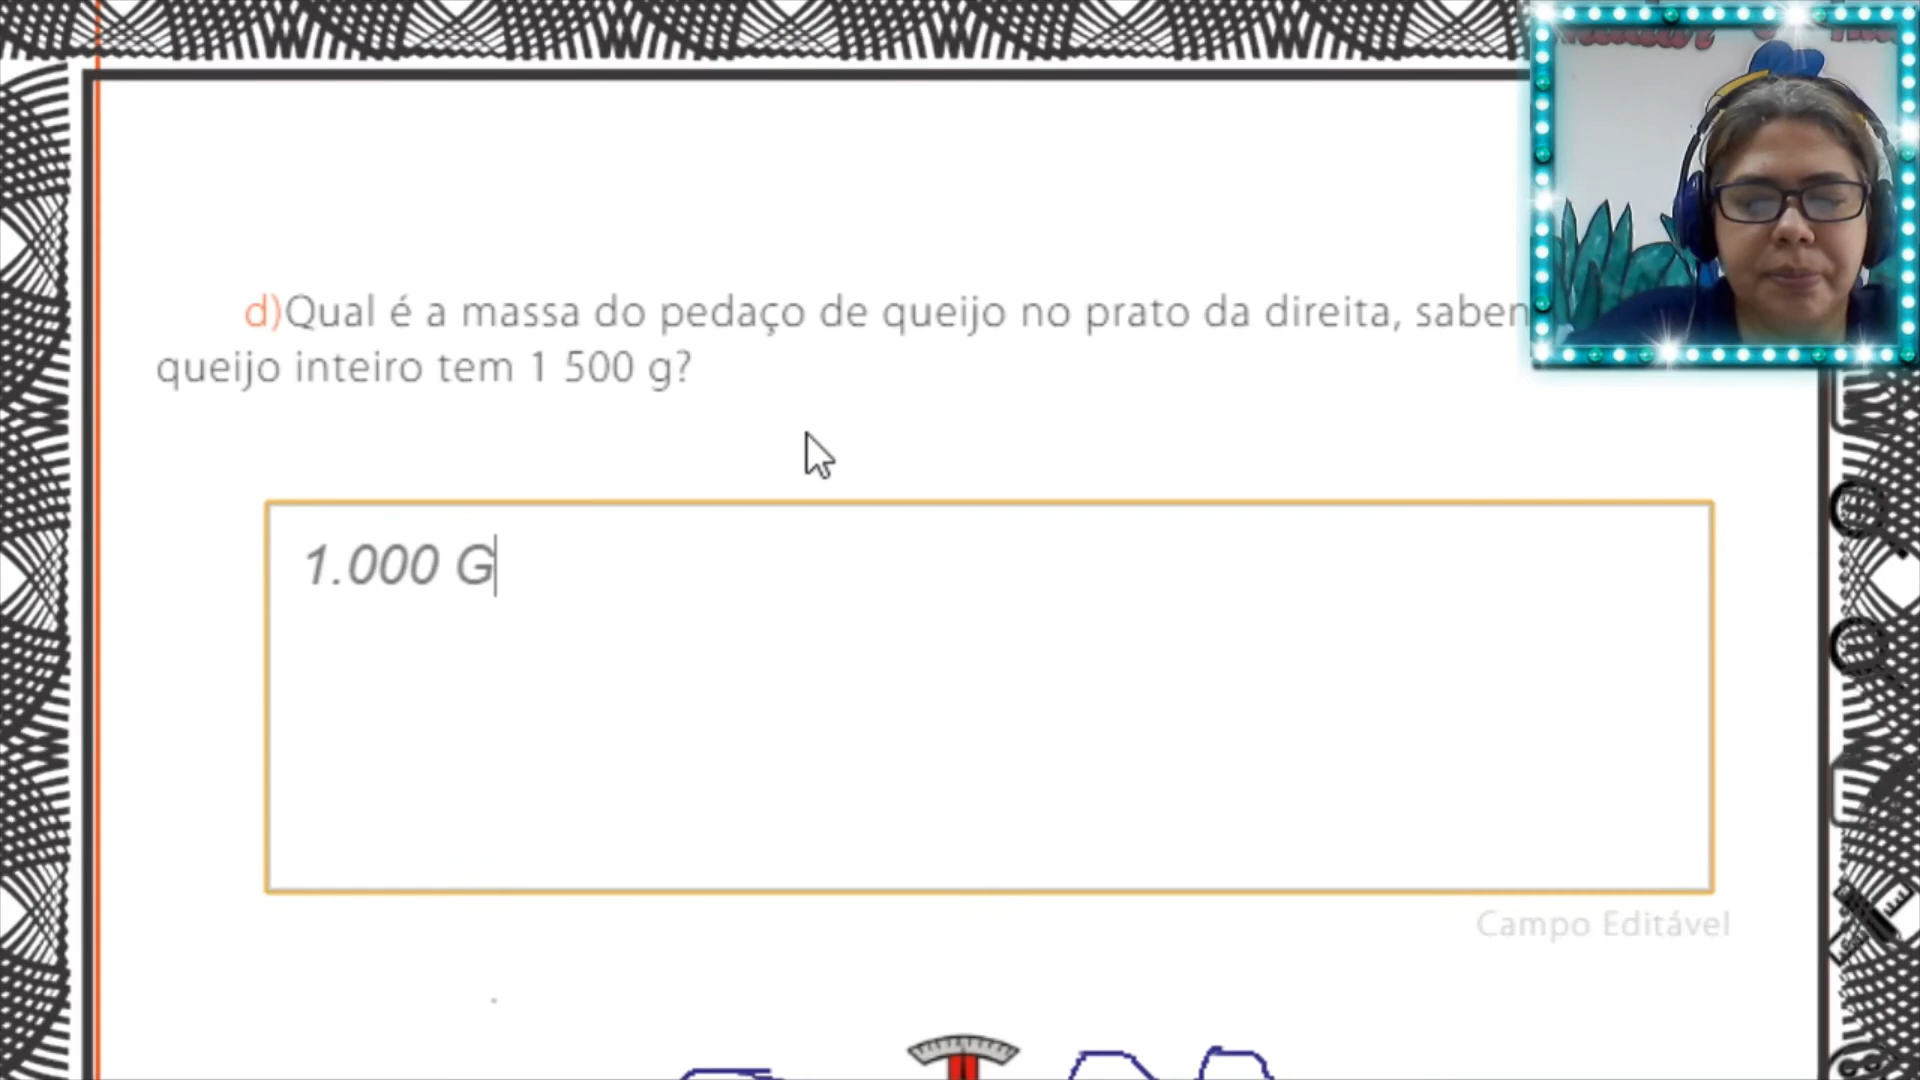 d)Qual é a massa do pedaço de queijo no prato da direita,
queijo inteiro tem 1 500 g?
1.000 G
Campo Editável